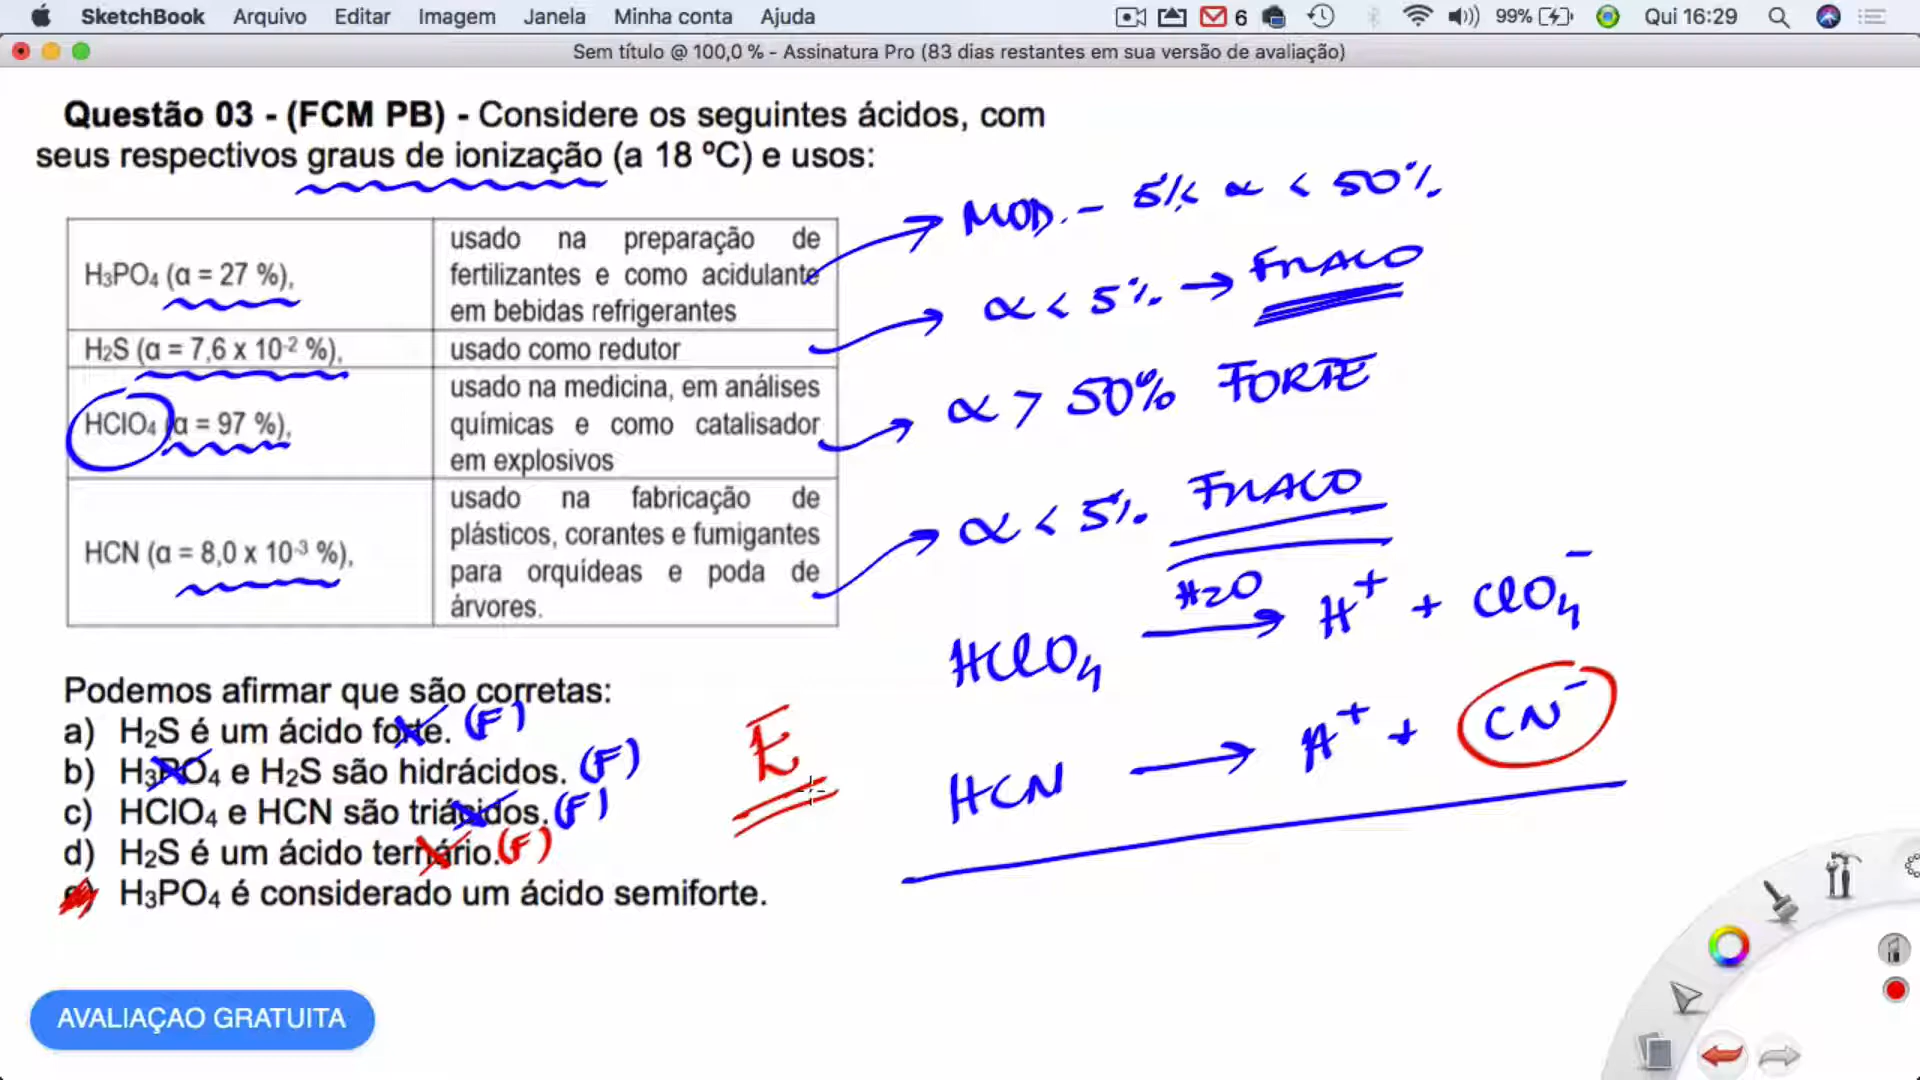 SketchBook Arquivo Editar Imagem Janela Minha conta Ajuda 6 99% Qui 16:29
Sem título @ 100,0 % - Assinatura Pro (83 dias restantes em sua versão de avaliação)
Questão 03 - (FCM PB) - Considere os seguintes ácidos, com
seus respectivos graus de ionização (a 18 ºC) e usos:
H3PO4 (α = 27 %),
usado na preparação de
fertilizantes e como acidulante
em bebidas refrigerantes
H2S (α = 7,6 x 10-2 %),
usado como redutor
HClO4 (α = 97 %),
usado na medicina, em análises
químicas e como catalisador
em explosivos
HCN (α = 8,0 x 10-3 %),
usado na fabricação de
plásticos, corantes e fumigantes
para orquídeas e poda de
árvores.
MOD. - 5% < α < 50%
α < 5% → FRACO
α > 50% FORTE
α < 5% FRACO
HClO4 H2O → H+ + ClO4-
HCN → H+ + CN-
Podemos afirmar que são corretas:
a) H2S é um ácido forte. (F)
b) H3PO4 e H2S são hidrácidos. (F)
c) HClO4 e HCN são triácidos. (F)
d) H2S é um ácido ternário. (F)
e) H3PO4 é considerado um ácido semiforte.
E
AVALIAÇAO GRATUITA